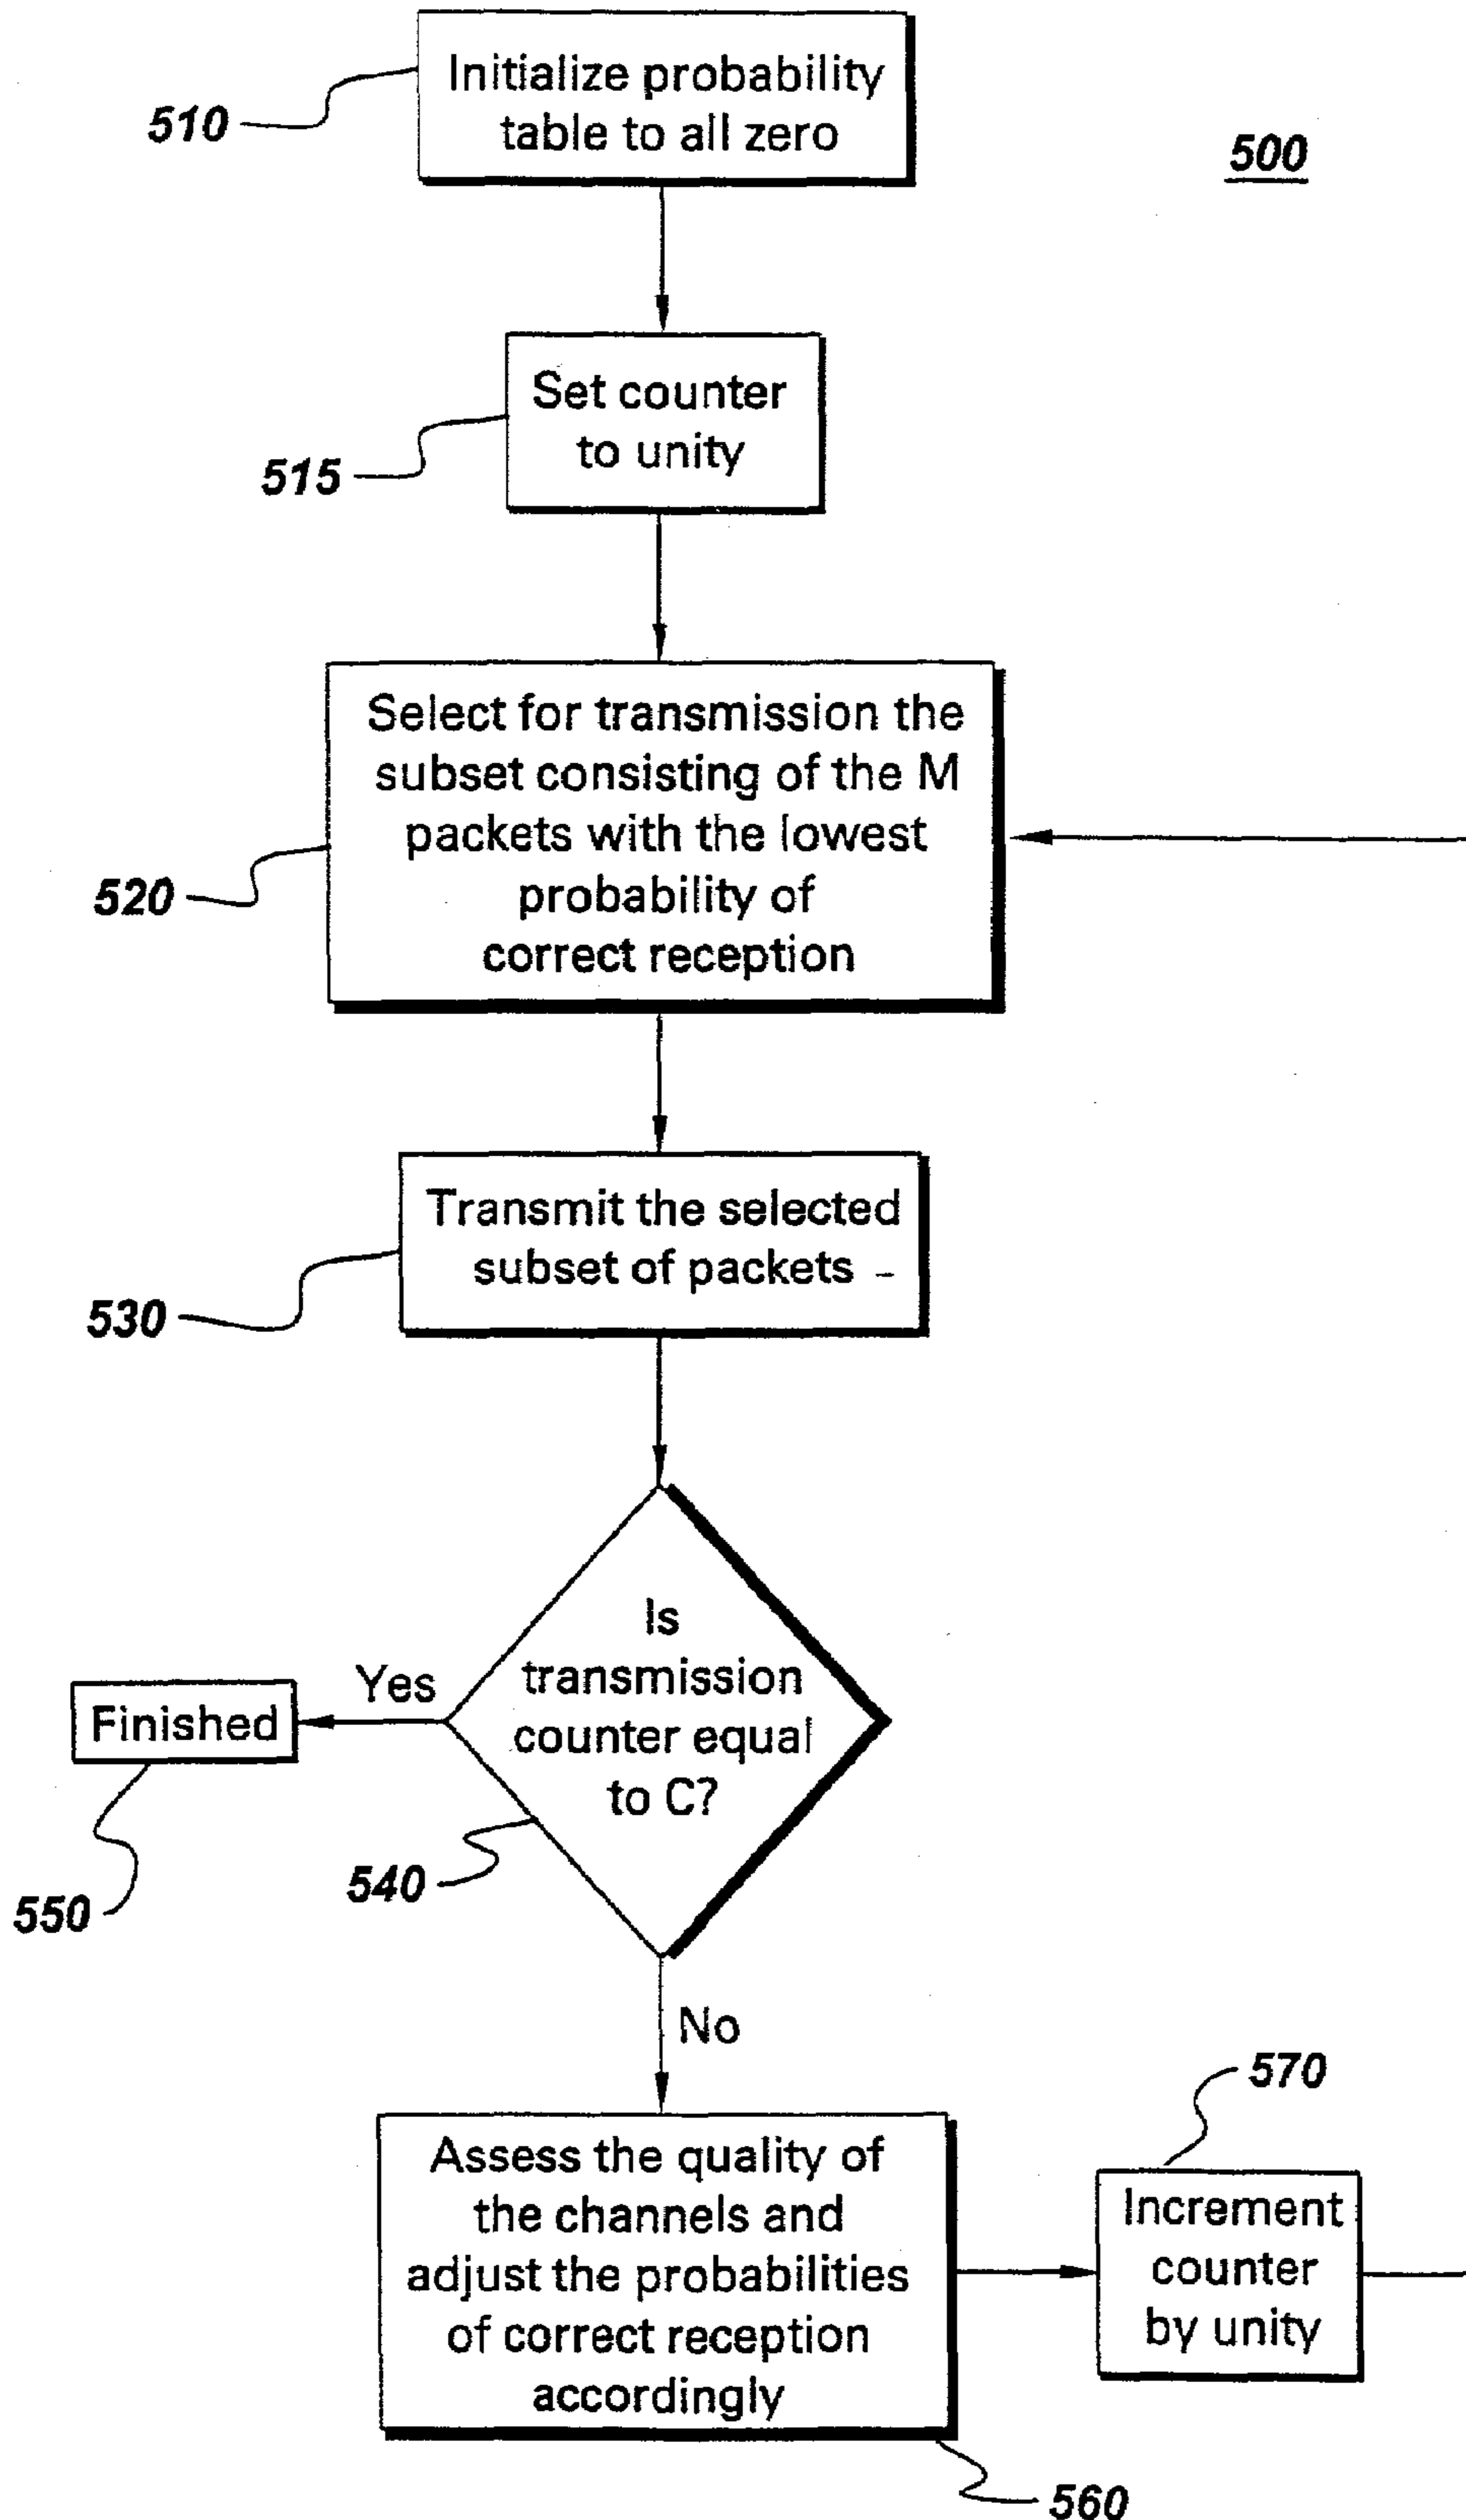 Initialize probability
table to all zero
510
500
Set counter
to unity
515
Select for transmission the
subset consisting of the M
packets with the lowest
probability of
correct reception
520
Transmit the selected
subset of packets
530
Is
transmission
counter equal
to C?
Yes
Finished
540
550
No
570
Assess the quality of
the channels and
adjust the probabilities
of correct reception
accordingly
Increment
counter
by unity
560